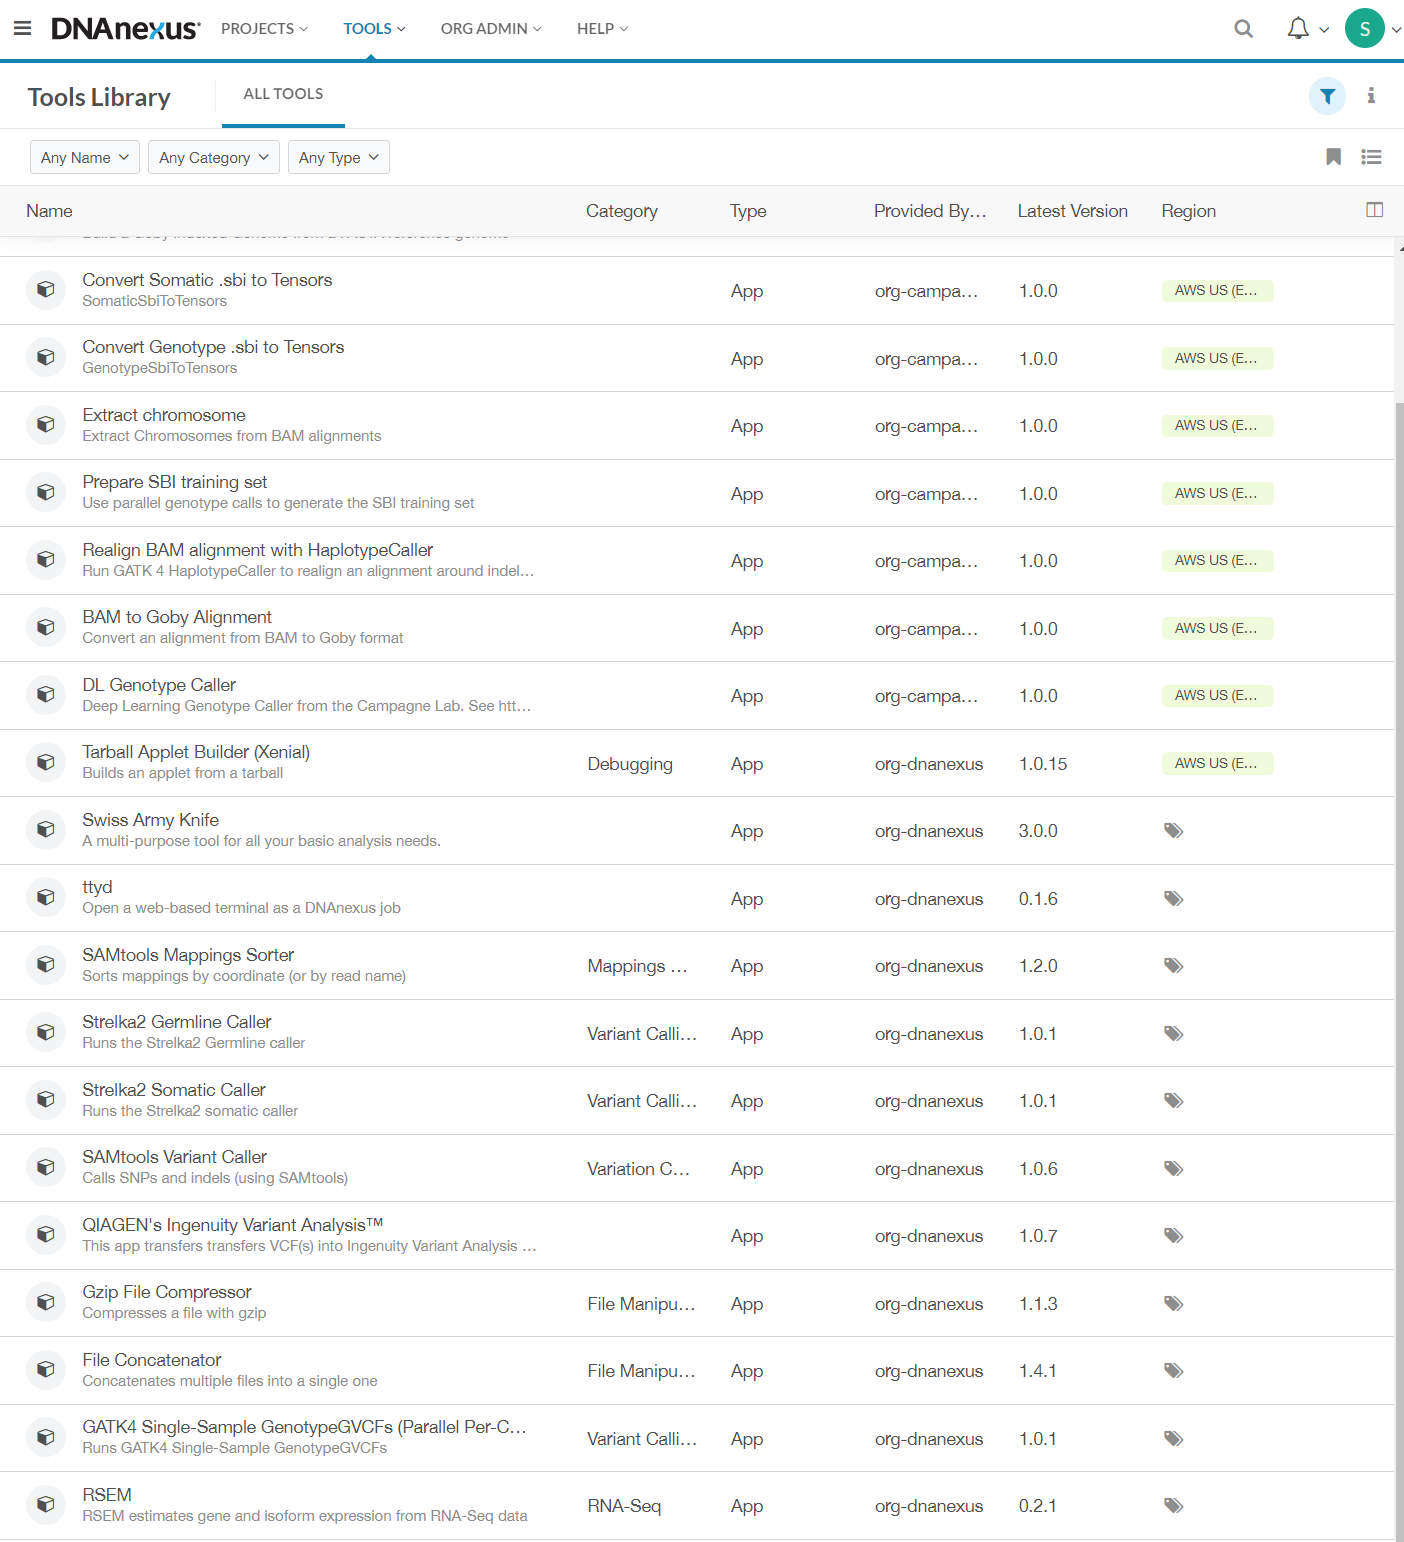 DNAnexus PROJECTS TOOLS ORG ADMIN HELP S
Tools Library ALL TOOLS
Any Name Any Category Any Type
Name Category Type Provided By... Latest Version Region
Convert Somatic .sbi to Tensors
SomaticSbiToTensors
App org-campa... 1.0.0 AWS US (E...
Convert Genotype .sbi to Tensors
GenotypeSbiToTensors
App org-campa... 1.0.0 AWS US (E...
Extract chromosome
Extract Chromosomes from BAM alignments
App org-campa... 1.0.0 AWS US (E...
Prepare SBI training set
Use parallel genotype calls to generate the SBI training set
App org-campa... 1.0.0 AWS US (E...
Realign BAM alignment with HaplotypeCaller
Run GATK 4 HaplotypeCaller to realign an alignment around indel...
App org-campa... 1.0.0 AWS US (E...
BAM to Goby Alignment
Convert an alignment from BAM to Goby format
App org-campa... 1.0.0 AWS US (E...
DL Genotype Caller
Deep Learning Genotype Caller from the Campagne Lab. See htt...
App org-campa... 1.0.0 AWS US (E...
Tarball Applet Builder (Xenial)
Builds an applet from a tarball
Debugging App org-dnanexus 1.0.15 AWS US (E...
Swiss Army Knife
A multi-purpose tool for all your basic analysis needs.
App org-dnanexus 3.0.0
ttyd
Open a web-based terminal as a DNAnexus job
App org-dnanexus 0.1.6
SAMtools Mappings Sorter
Sorts mappings by coordinate (or by read name)
Mappings ... App org-dnanexus 1.2.0
Strelka2 Germline Caller
Runs the Strelka2 Germline caller
Variant Calli... App org-dnanexus 1.0.1
Strelka2 Somatic Caller
Runs the Strelka2 somatic caller
Variant Calli... App org-dnanexus 1.0.1
SAMtools Variant Caller
Calls SNPs and indels (using SAMtools)
Variation C... App org-dnanexus 1.0.6
QIAGEN's Ingenuity Variant Analysis™
This app transfers transfers VCF(s) into Ingenuity Variant Analysis ...
App org-dnanexus 1.0.7
Gzip File Compressor
Compresses a file with gzip
File Manipu... App org-dnanexus 1.1.3
File Concatenator
Concatenates multiple files into a single one
File Manipu... App org-dnanexus 1.4.1
GATK4 Single-Sample GenotypeGVCFs (Parallel Per-C...
Runs GATK4 Single-Sample GenotypeGVCFs
Variant Calli... App org-dnanexus 1.0.1
RSEM
RSEM estimates gene and isoform expression from RNA-Seq data
RNA-Seq App org-dnanexus 0.2.1